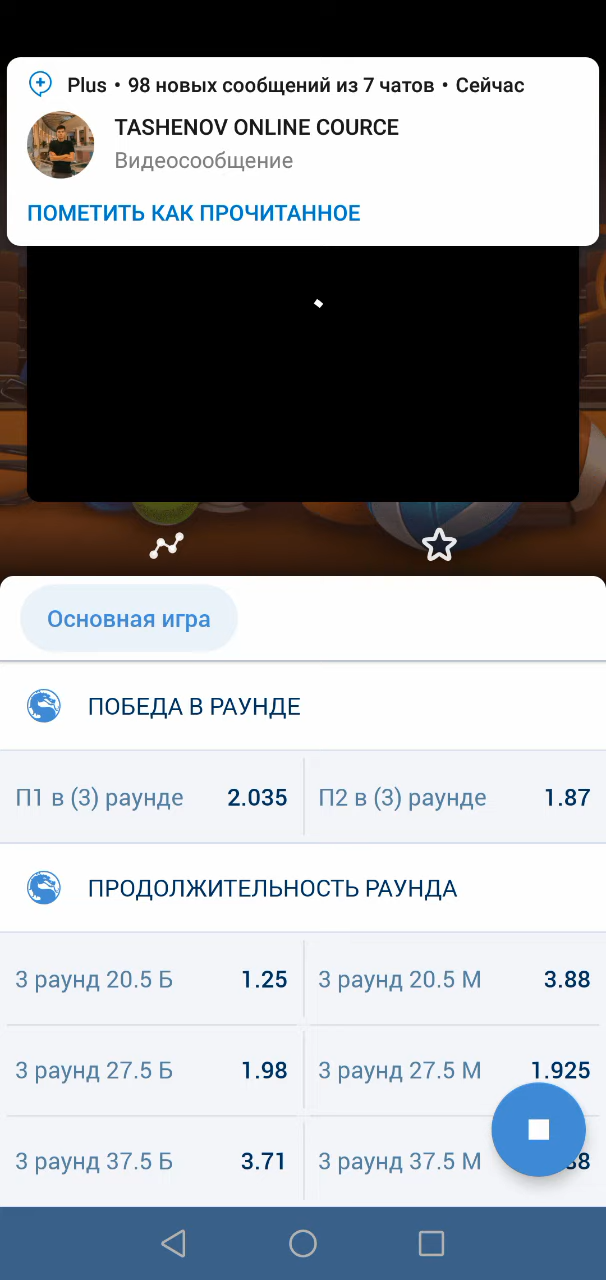 Plus • 98 новых сообщений из 7 чатов • Сейчас
TASHENOV ONLINE COURCE
Видеосообщение
ПОМЕТИТЬ КАК ПРОЧИТАННОЕ
Основная игра
ПОБЕДА В РАУНДЕ
П1 в (3) раунде 2.035 П2 в (3) раунде 1.87
ПРОДОЛЖИТЕЛЬНОСТЬ РАУНДА
3 раунд 20.5 Б 1.25 3 раунд 20.5 М 3.88
3 раунд 27.5 Б 1.98 3 раунд 27.5 М 1.925
3 раунд 37.5 Б 3.71 3 раунд 37.5 М